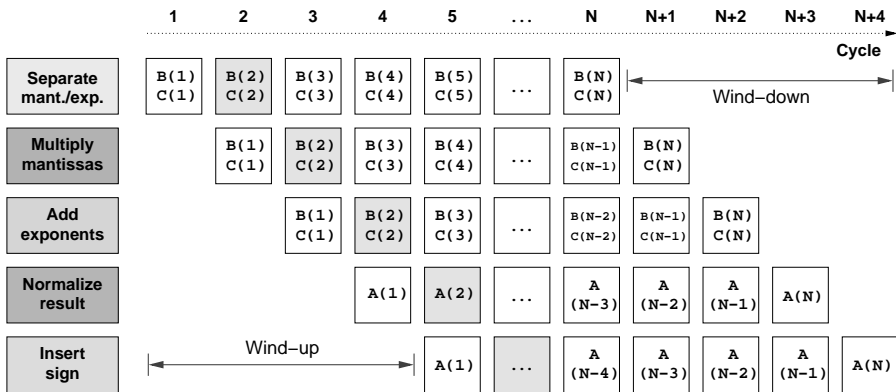 1 2 3 4 5 ... N N+1 N+2 N+3 N+4
Cycle
Separate mant./exp.
B(1) C(1)
B(2) C(2)
B(3) C(3)
B(4) C(4)
B(5) C(5)
...
B(N) C(N)
Wind-down
Multiply mantissas
B(1) C(1)
B(2) C(2)
B(3) C(3)
B(4) C(4)
...
B(N-1) C(N-1)
B(N) C(N)
Add exponents
B(1) C(1)
B(2) C(2)
B(3) C(3)
...
B(N-2) C(N-2)
B(N-1) C(N-1)
B(N) C(N)
Normalize result
A(1)
A(2)
...
A (N-3)
A (N-2)
A (N-1)
A(N)
Insert sign
Wind-up
A(1)
...
A (N-4)
A (N-3)
A (N-2)
A (N-1)
A(N)